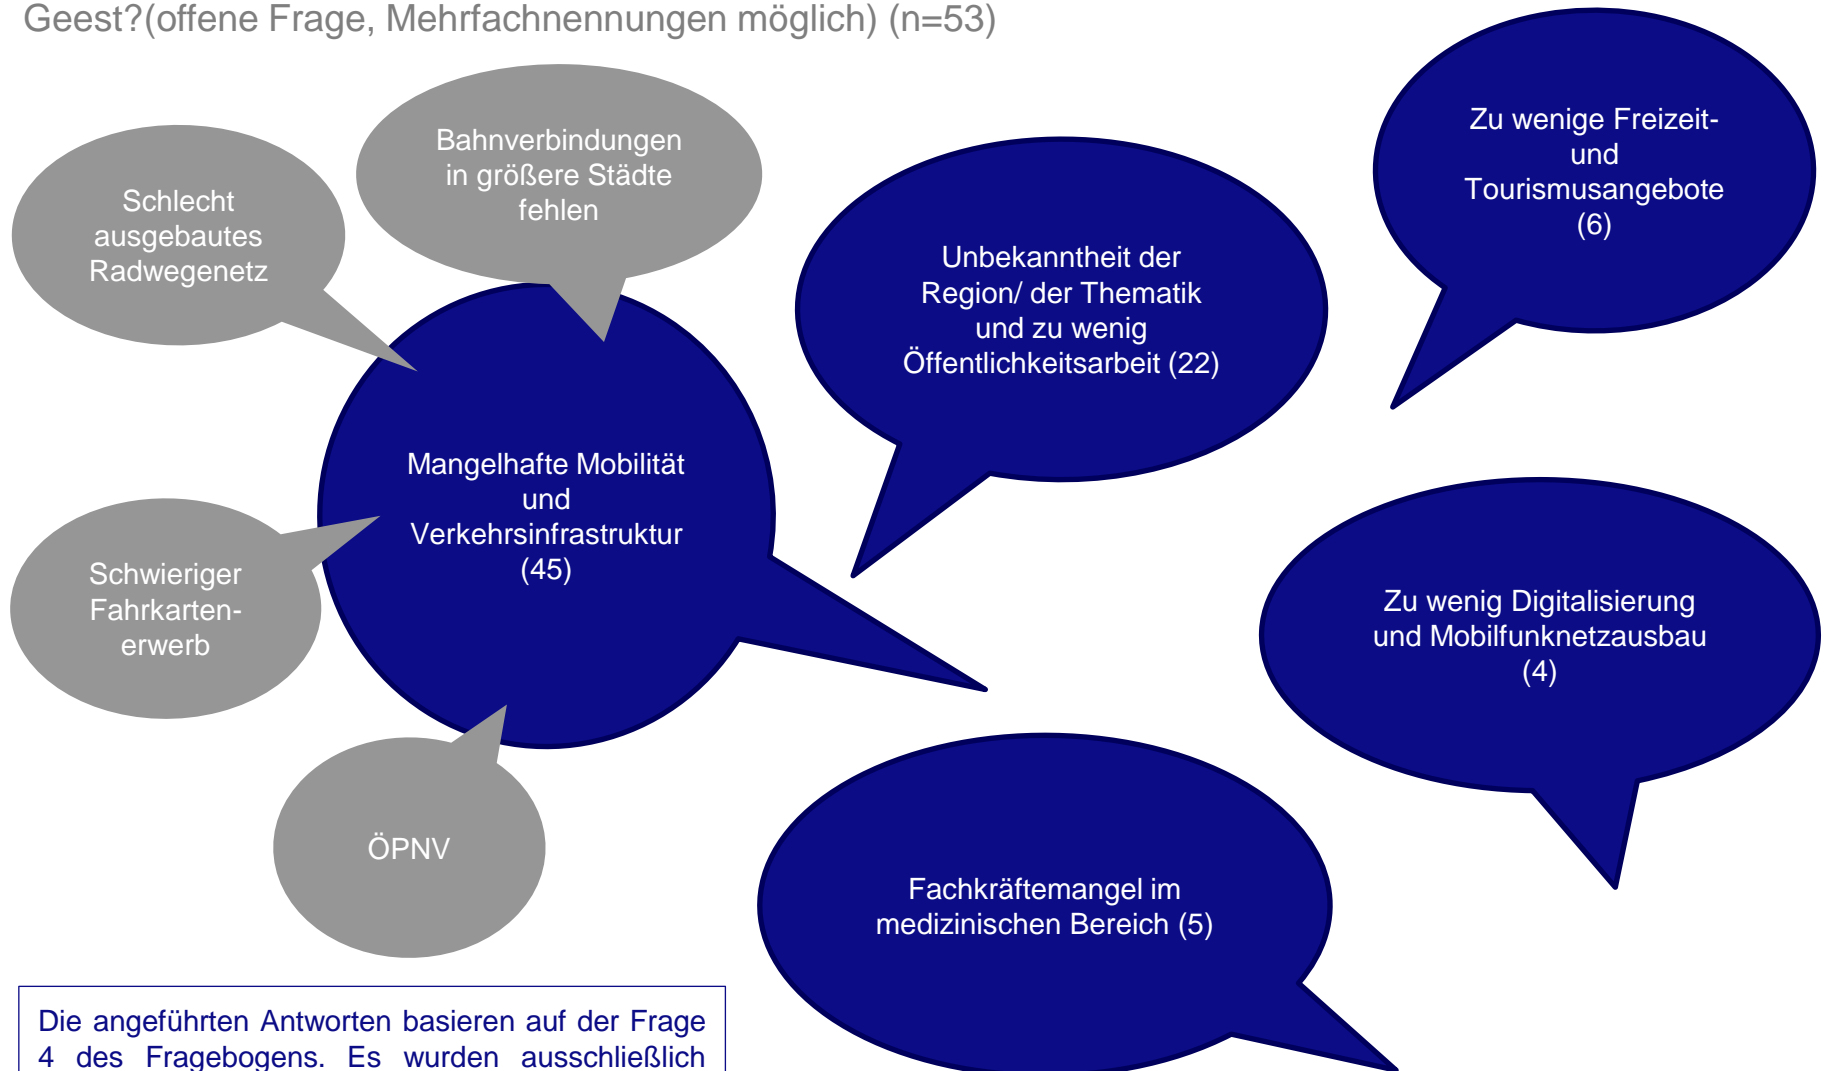 Geest?(offene Frage, Mehrfachnennungen möglich) (n=53)
Bahnverbindungen
in größere Städte
fehlen
Schlecht
ausgebautes
Radwegenetz
Zu wenige Freizeit-
und
Tourismusangebote
(6)
Unbekanntheit der
Region/ der Thematik
und zu wenig
Öffentlichkeitsarbeit (22)
Mangelhafte Mobilität
und
Verkehrsinfrastruktur
(45)
Schwieriger
Fahrkarten-
erwerb
Zu wenig Digitalisierung
und Mobilfunknetzausbau
(4)
ÖPNV
Fachkräftemangel im
medizinischen Bereich (5)
Die angeführten Antworten basieren auf der Frage
4 des Fragebogens. Es wurden ausschließlich